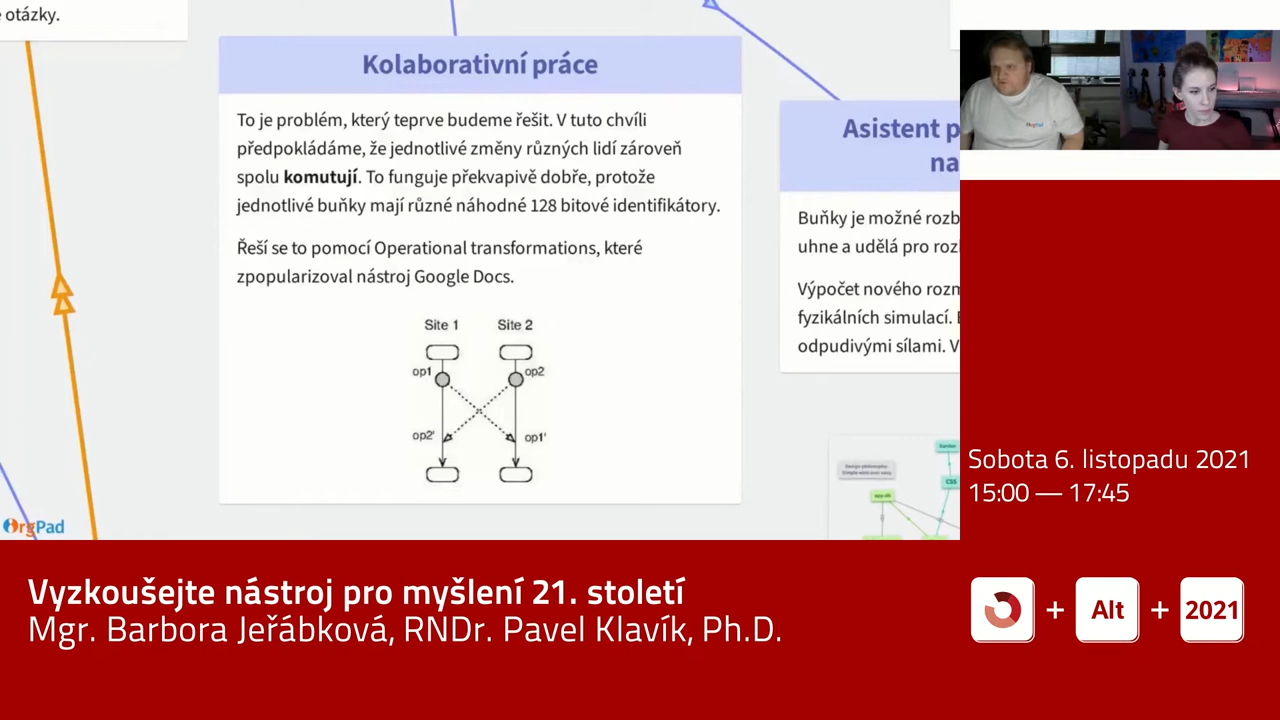 é otázky.
Kolaborativní práce
To je problém, který teprve budeme řešit. V tuto chvíli
předpokládáme, že jednotlivé změny různých lidí zároveň
spolu komutují. To funguje překvapivě dobře, protože
jednotlivé buňky mají různé náhodné 128 bitové identifikátory.
Řeší se to pomocí Operational transformations, které
zpopularizoval nástroj Google Docs.
Site 1 Site 2
op1 op2
op2' op1'
Asistent p
na
Buňky je možné rozb
uhne a udělá pro roz
Výpočet nového rozm
fyzikálních simulací.
odpudivými sílami. V
CSS
OrgPad
OrgPad
Sobota 6. listopadu 2021
15:00 — 17:45
Vyzkoušejte nástroj pro myšlení 21. století
Mgr. Barbora Jeřábková, RNDr. Pavel Klavík, Ph.D.
+ Alt + 2021